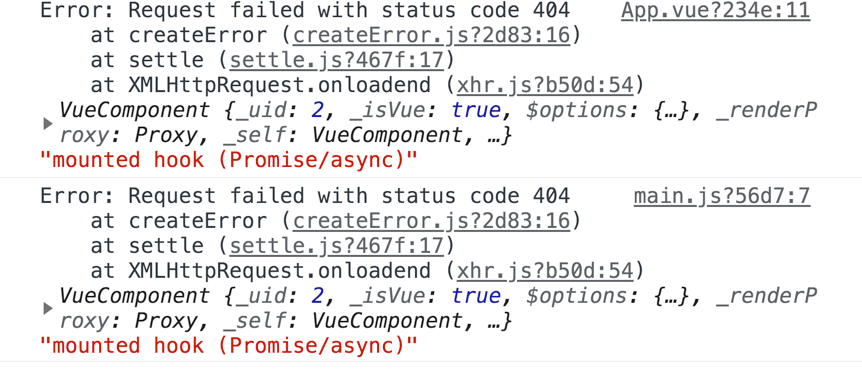 Error: Request failed with status code 404 App.vue?234e:11
at createError (createError.js?2d83:16)
at settle (settle.js?467f:17)
at XMLHttpRequest.onloadend (xhr.js?b50d:54)
VueComponent {_uid: 2, _isVue: true, $options: {…}, _renderP
roxy: Proxy, _self: VueComponent, …}
"mounted hook (Promise/async)"
Error: Request failed with status code 404 main.js?56d7:7
at createError (createError.js?2d83:16)
at settle (settle.js?467f:17)
at XMLHttpRequest.onloadend (xhr.js?b50d:54)
VueComponent {_uid: 2, _isVue: true, $options: {…}, _renderP
roxy: Proxy, _self: VueComponent, …}
"mounted hook (Promise/async)"